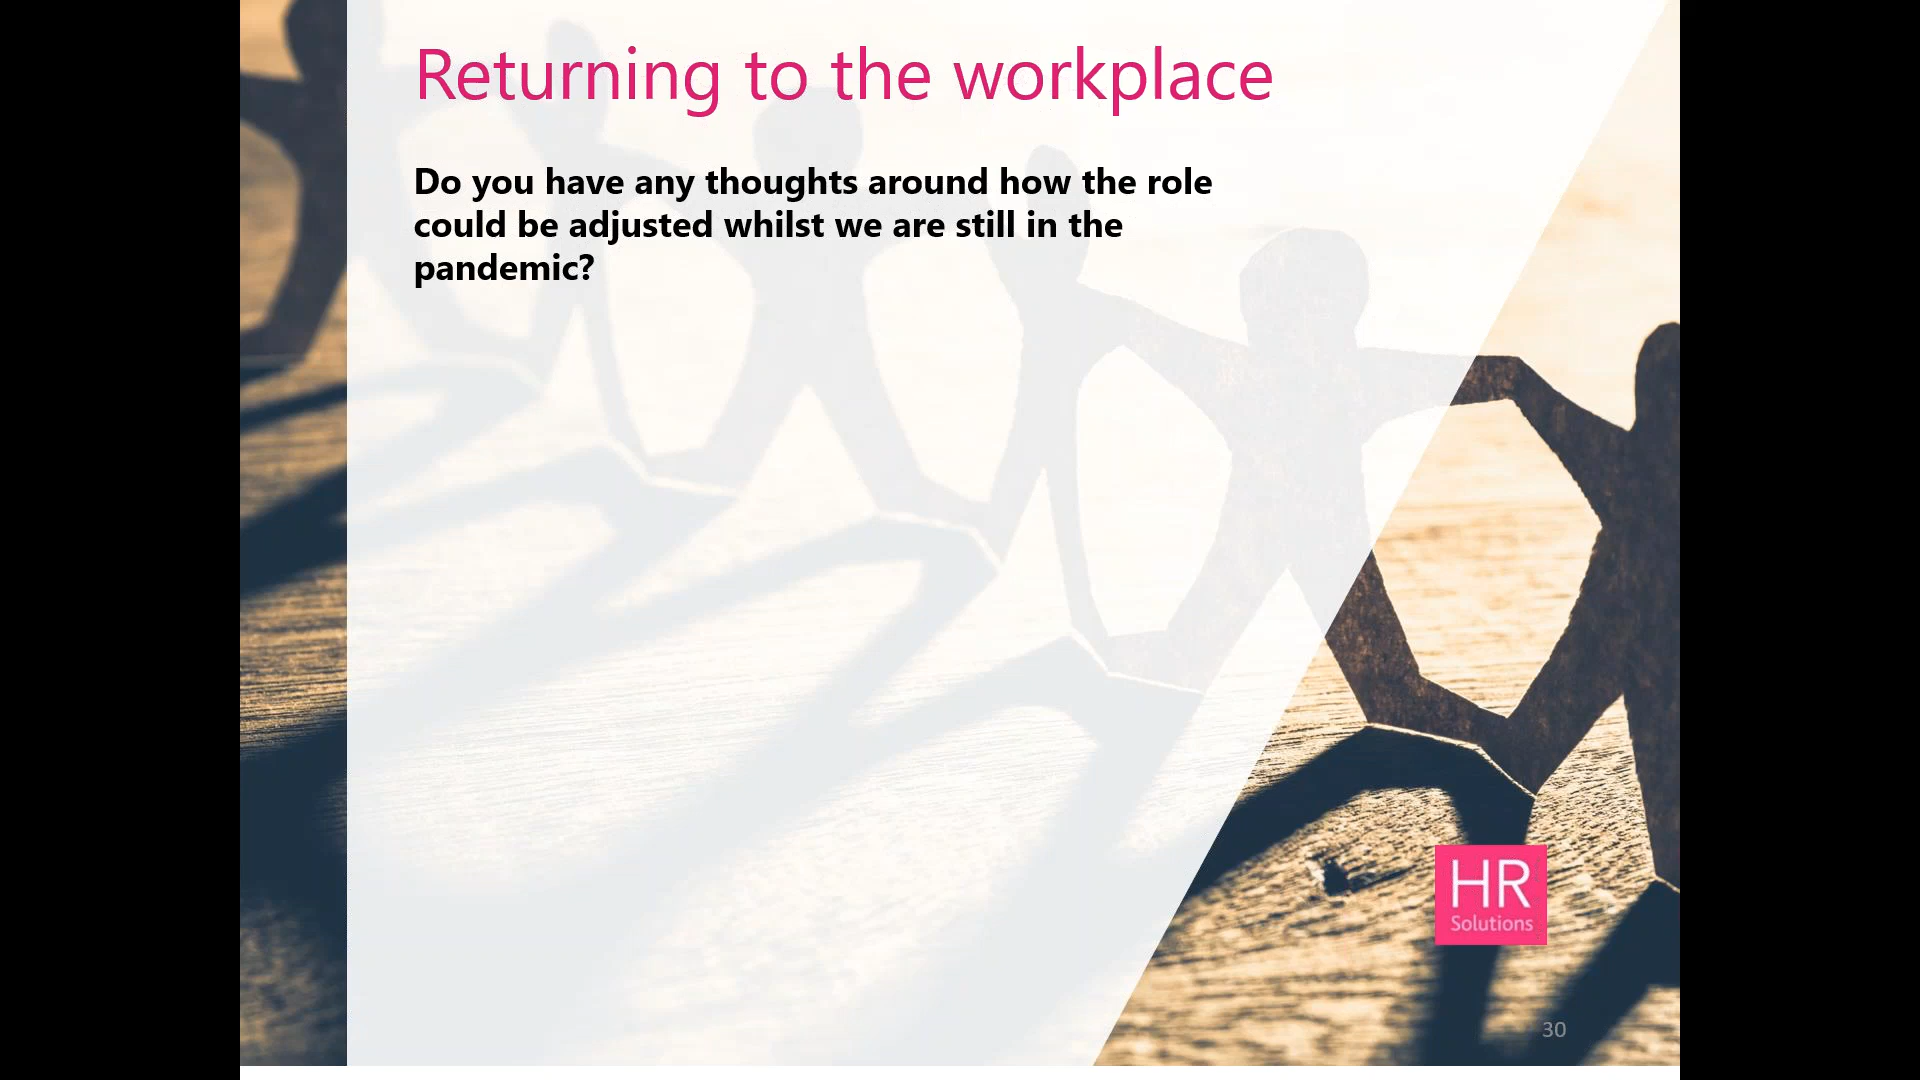 Returning to the workplace
Do you have any thoughts around how the role
could be adjusted whilst we are still in the
pandemic?
HR
Solutions
30